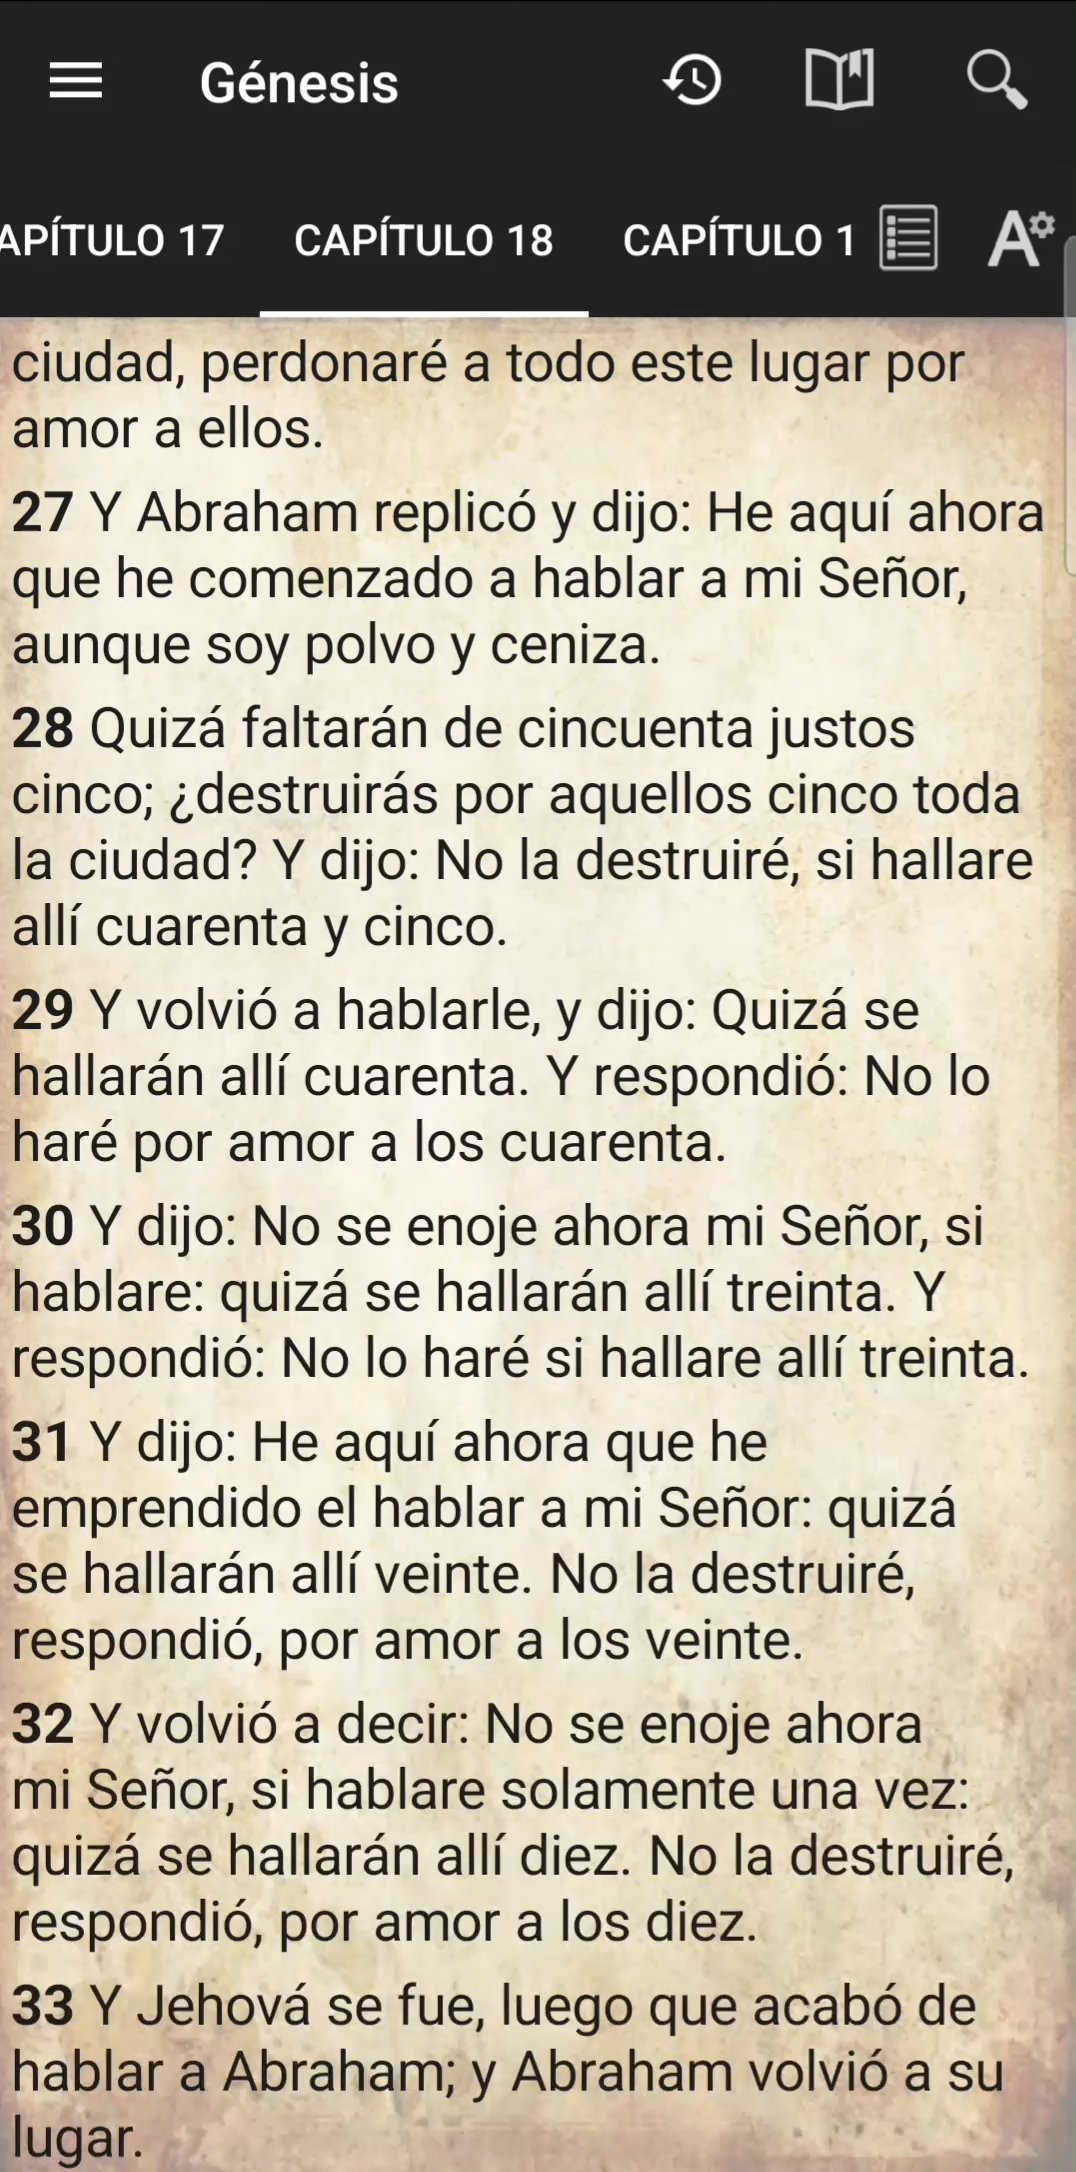 Génesis
APÍTULO 17 CAPÍTULO 18 CAPÍTULO 1
ciudad, perdonaré a todo este lugar por
amor a ellos.
27 Y Abraham replicó y dijo: He aquí ahora
que he comenzado a hablar a mi Señor,
aunque soy polvo y ceniza.
28 Quizá faltarán de cincuenta justos
cinco; ¿destruirás por aquellos cinco toda
la ciudad? Y dijo: No la destruiré, si hallare
allí cuarenta y cinco.
29 Y volvió a hablarle, y dijo: Quizá se
hallarán allí cuarenta. Y respondió: No lo
haré por amor a los cuarenta.
30 Y dijo: No se enoje ahora mi Señor, si
hablare: quizá se hallarán allí treinta. Y
respondió: No lo haré si hallare allí treinta.
31 Y dijo: He aquí ahora que he
emprendido el hablar a mi Señor: quizá
se hallarán allí veinte. No la destruiré,
respondió, por amor a los veinte.
32 Y volvió a decir: No se enoje ahora
mi Señor, si hablare solamente una vez:
quizá se hallarán allí diez. No la destruiré,
respondió, por amor a los diez.
33 Y Jehová se fue, luego que acabó de
hablar a Abraham; y Abraham volvió a su
lugar.